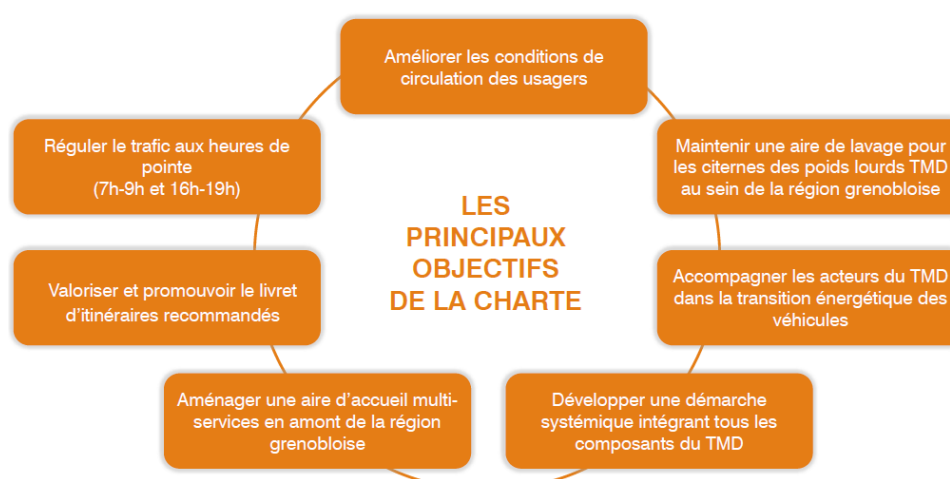 Améliorer les conditions de
circulation des usagers
Maintenir une aire de lavage pour
les citernes des poids lourds TMD
au sein de la région grenobloise
Accompagner les acteurs du TMD
dans la transition énergétique des
véhicules
Développer une démarche
systémique intégrant tous les
composants du TMD
Aménager une aire d'accueil multi-
services en amont de la région
grenobloise
Valoriser et promouvoir le livret
d'itinéraires recommandés
Réguler le trafic aux heures de
pointe
(7h-9h et 16h-19h)
LES
PRINCIPAUX
OBJECTIFS
DE LA CHARTE